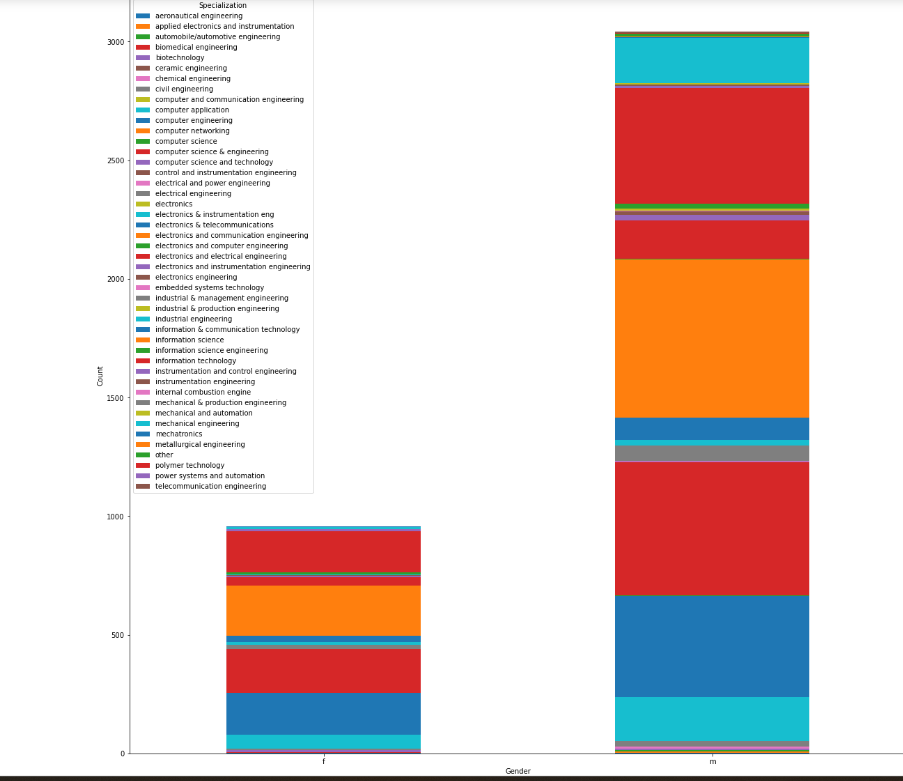 Specialization
aeronautical engineering
applied electronics and instrumentation
automobile/automotive engineering
biomedical engineering
biotechnology
ceramic engineering
chemical engineering
civil engineering
computer and communication engineering
computer application
computer engineering
computer networking
computer science
computer science & engineering
computer science and technology
control and instrumentation engineering
electrical and power engineering
electrical engineering
electronics
electronics & instrumentation eng
electronics & telecommunications
electronics and communication engineering
electronics and computer engineering
electronics and electrical engineering
electronics and instrumentation engineering
electronics engineering
embedded systems technology
industrial & management engineering
industrial & production engineering
industrial engineering
information & communication technology
information science
information science engineering
information technology
instrumentation and control engineering
instrumentation engineering
internal combustion engine
mechanical & production engineering
mechanical and automation
mechanical engineering
mechatronics
metallurgical engineering
other
polymer technology
power systems and automation
telecommunication engineering
3000
2500
2000
1500
1000
500
0
Count
f
m
Gender